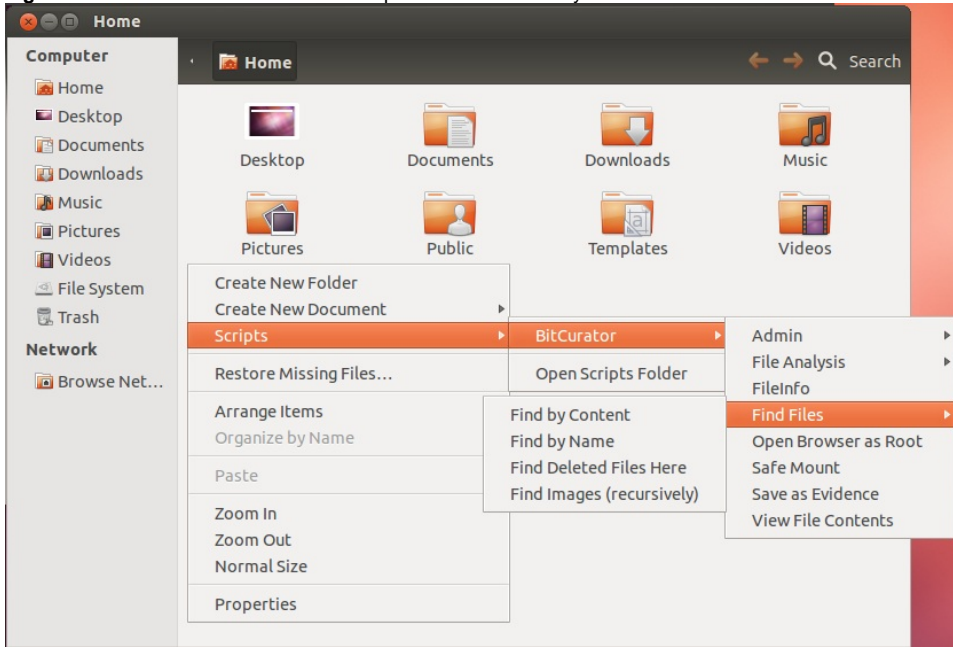 Home
Computer
Home
Desktop
Documents
Downloads
Music
Pictures
Videos
File System
Trash
Network
Browse Net...
Home
Search
Desktop
Documents
Downloads
Music
Pictures
Public
Templates
Videos
Create New Folder
Create New Document
Scripts
Restore Missing Files...
Arrange Items
Organize by Name
Paste
Zoom In
Zoom Out
Normal Size
Properties
BitCurator
Open Scripts Folder
Admin
File Analysis
FileInfo
Find Files
Open Browser as Root
Safe Mount
Save as Evidence
View File Contents
Find by Content
Find by Name
Find Deleted Files Here
Find Images (recursively)